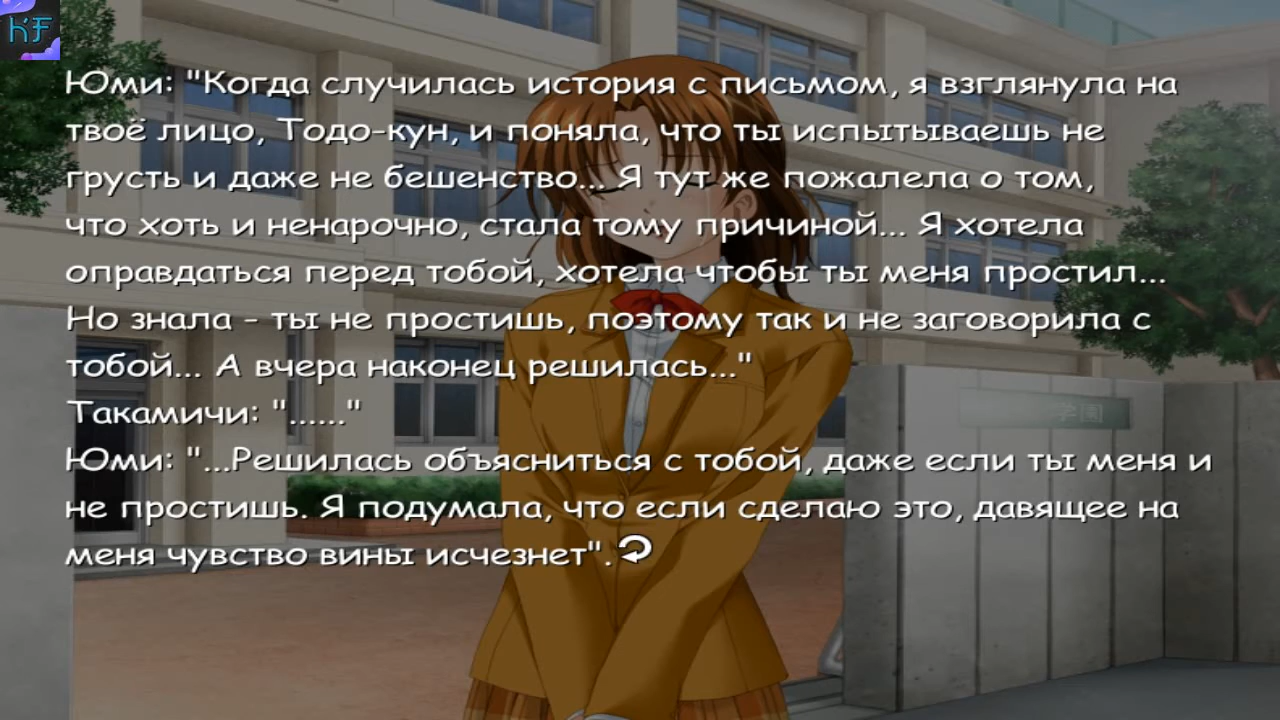 KF
Юми: "Когда случилась история с письмом, я взглянула на
твоё лицо, Тодо-кун, и поняла, что ты испытываешь не
грусть и даже не бешенство... Я тут же пожалела о том,
что хоть и ненарочно, стала тому причиной... Я хотела
оправдаться перед тобой, хотела чтобы ты меня простил...
Но знала - ты не простишь, поэтому так и не заговорила с
тобой... А вчера наконец решилась..."
Такамичи: "......"
学園
Юми: "...Решилась объясниться с тобой, даже если ты меня и
не простишь. Я подумала, что если сделаю это, давящее на
меня чувство вины исчезнет".